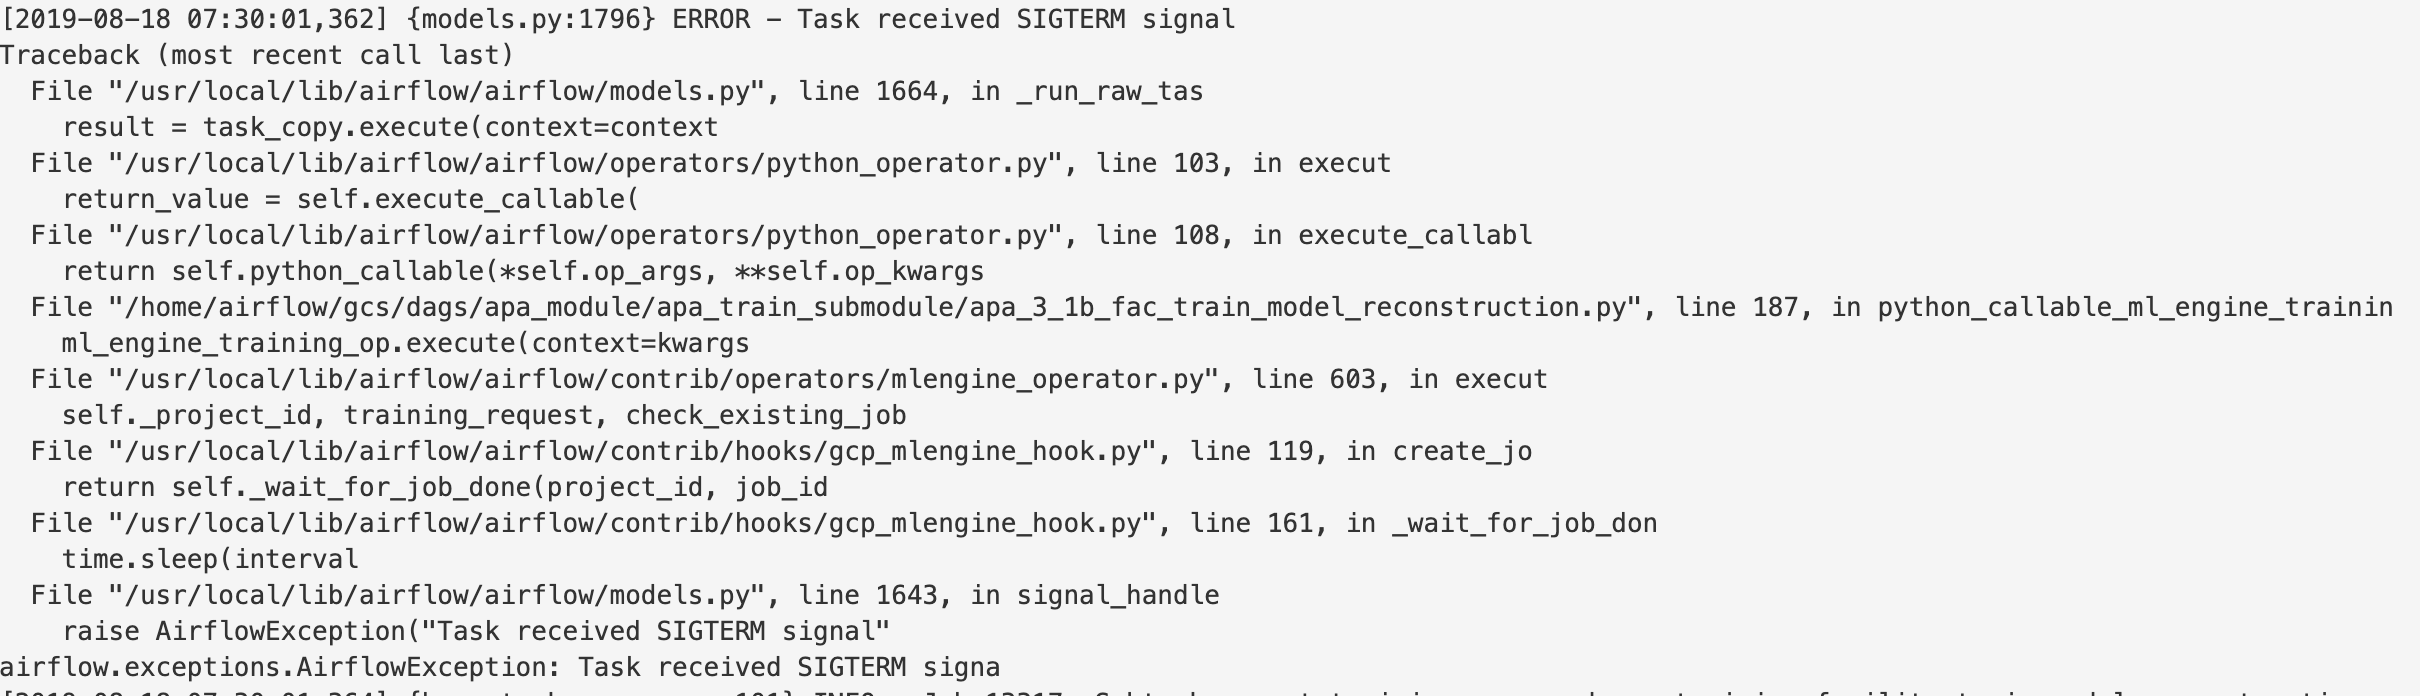 [2019-08-18 07:30:01,362] {models.py:1796} ERROR - Task received SIGTERM signal
Traceback (most recent call last)
  File "/usr/local/lib/airflow/airflow/models.py", line 1664, in _run_raw_tas
    result = task_copy.execute(context=context
  File "/usr/local/lib/airflow/airflow/operators/python_operator.py", line 103, in execut
    return_value = self.execute_callable(
  File "/usr/local/lib/airflow/airflow/operators/python_operator.py", line 108, in execute_callabl
    return self.python_callable(*self.op_args, **self.op_kwargs
  File "/home/airflow/gcs/dags/apa_module/apa_train_submodule/apa_3_1b_fac_train_model_reconstruction.py", line 187, in python_callable_ml_engine_trainin
    ml_engine_training_op.execute(context=kwargs
  File "/usr/local/lib/airflow/airflow/contrib/operators/mlengine_operator.py", line 603, in execut
    self._project_id, training_request, check_existing_job
  File "/usr/local/lib/airflow/airflow/contrib/hooks/gcp_mlengine_hook.py", line 119, in create_jo
    return self._wait_for_job_done(project_id, job_id
  File "/usr/local/lib/airflow/airflow/contrib/hooks/gcp_mlengine_hook.py", line 161, in _wait_for_job_don
    time.sleep(interval
  File "/usr/local/lib/airflow/airflow/models.py", line 1643, in signal_handle
    raise AirflowException("Task received SIGTERM signal"
airflow.exceptions.AirflowException: Task received SIGTERM signa